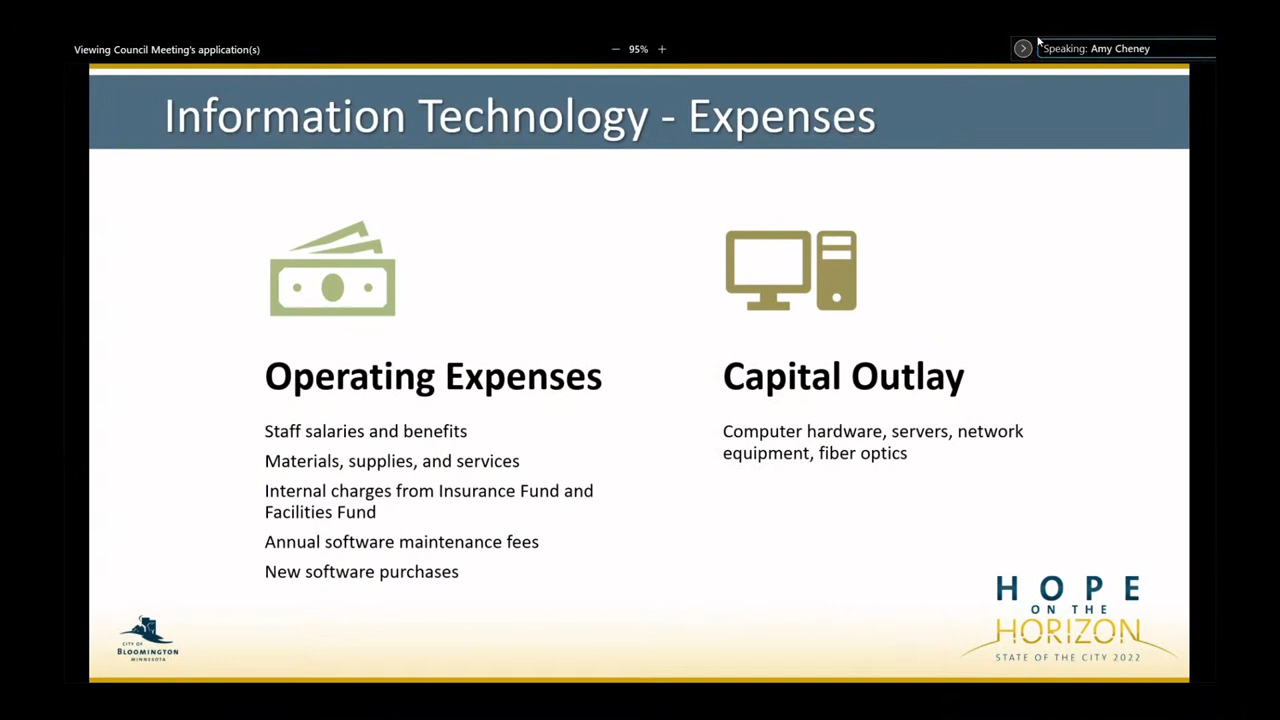 Viewing Council Meeting's application(s)
95%
Speaking: Amy Cheney
Information Technology - Expenses
Operating Expenses
Staff salaries and benefits
Materials, supplies, and services
Internal charges from Insurance Fund and
Facilities Fund
Annual software maintenance fees
New software purchases
Capital Outlay
Computer hardware, servers, network
equipment, fiber optics
CITY OF
BLOOMINGTON
MINNESOTA
HOPE
ON THE
HORIZON
STATE OF THE CITY 2022